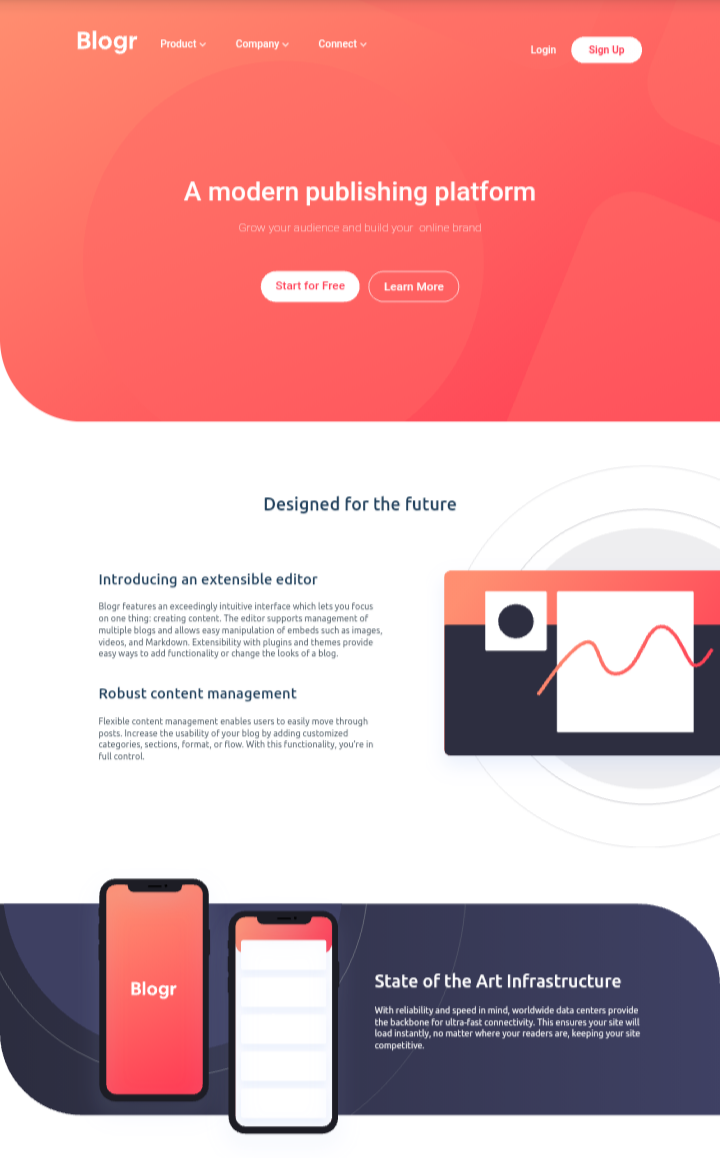 Blogr Product Company Connect Login Sign Up
A modern publishing platform
Grow your audience and build your online brand
Start for Free Learn More
Designed for the future
Introducing an extensible editor
Blogr features an exceedingly intuitive interface which lets you focus
on one thing: creating content. The editor supports management of
multiple blogs and allows easy manipulation of embeds such as images,
videos, and Markdown. Extensibility with plugins and themes provide
easy ways to add functionality or change the looks of a blog.
Robust content management
Flexible content management enables users to easily move through
posts. Increase the usability of your blog by adding customized
categories, sections, format, or flow. With this functionality, you're in
full control.
Blogr
State of the Art Infrastructure
With reliability and speed in mind, worldwide data centers provide
the backbone for ultra-fast connectivity. This ensures your site will
load instantly, no matter where your readers are, keeping your site
competitive.